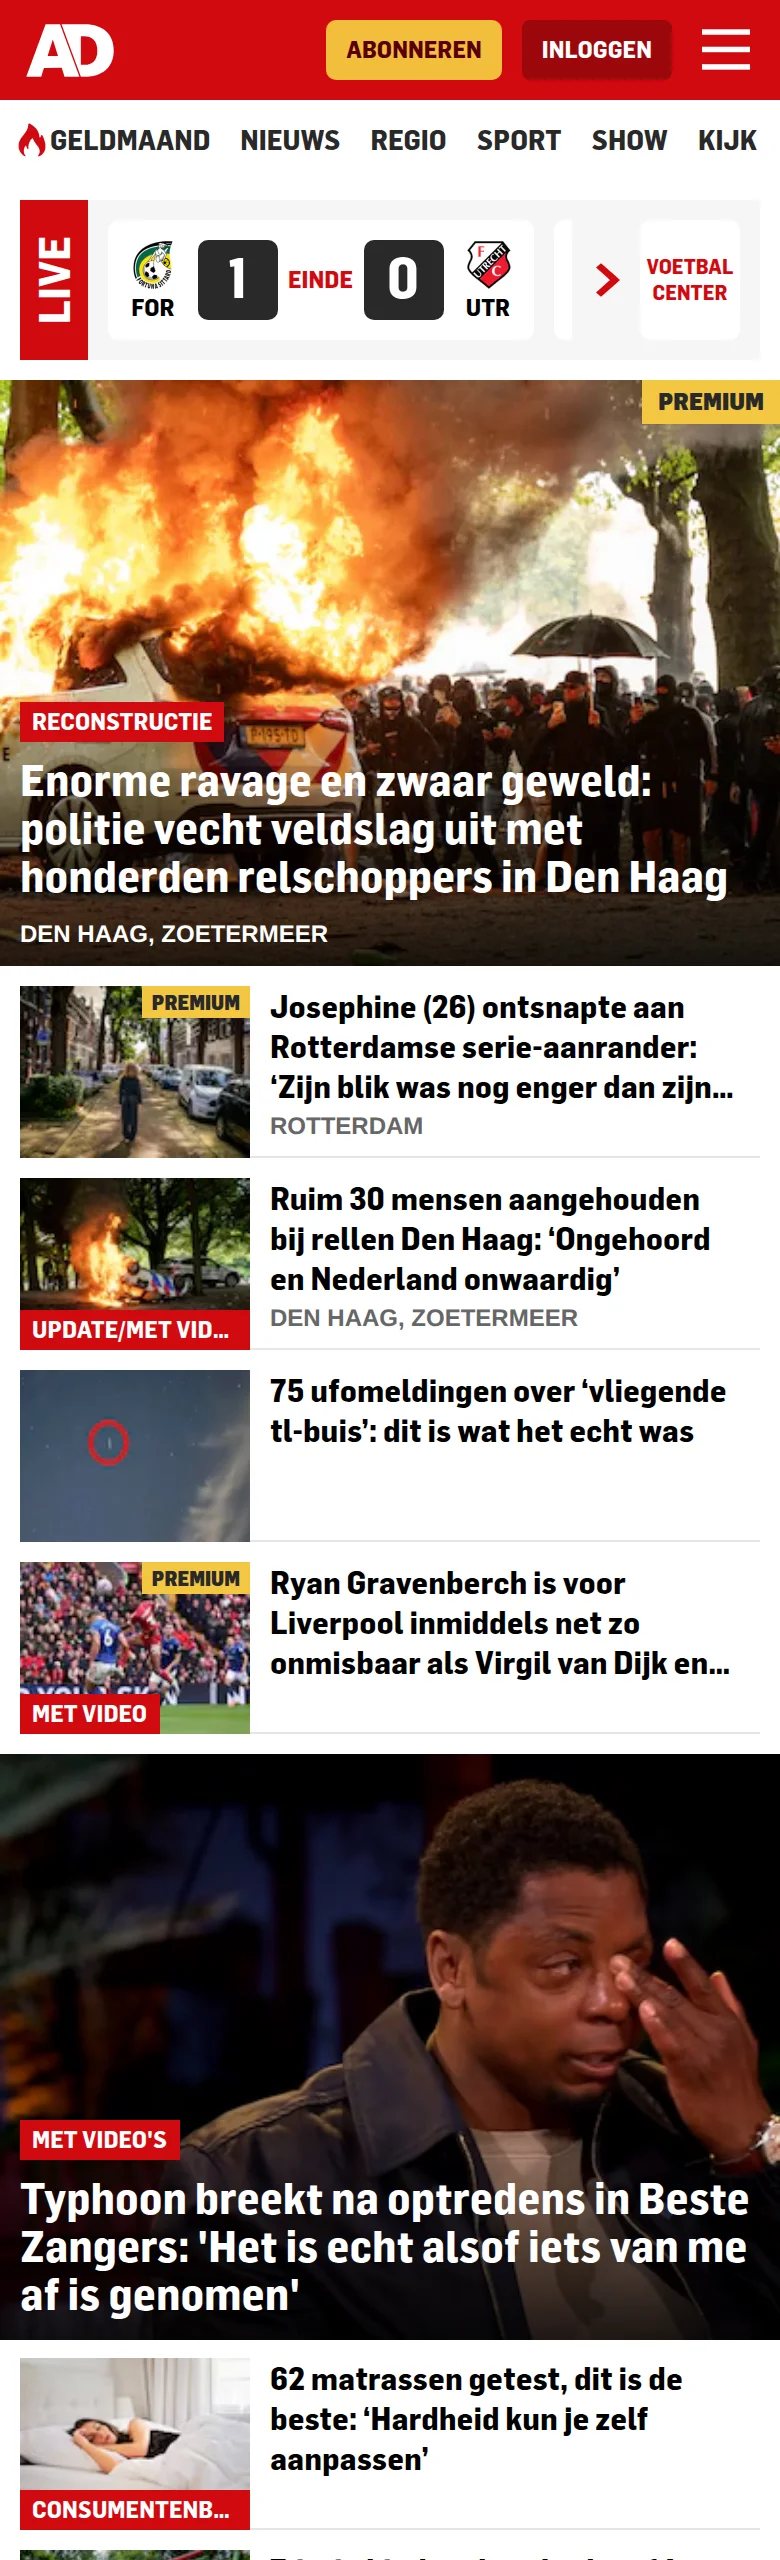 AD
ABONNEREN
INLOGGEN
GELDMAAND NIEUWS REGIO SPORT SHOW KIJK
LIVE
FOR
1
EINDE
0
UTRECHT
F
C
UTR
VOETBAL
CENTER
PREMIUM
RECONSTRUCTIE
Enorme ravage en zwaar geweld:
politie vecht veldslag uit met
honderden relschoppers in Den Haag
DEN HAAG, ZOETERMEER
PREMIUM
Josephine (26) ontsnapte aan
Rotterdamse serie-aanrander:
‘Zijn blik was nog enger dan zijn...
ROTTERDAM
UPDATE/MET VID...
Ruim 30 mensen aangehouden
bij rellen Den Haag: ‘Ongehoord
en Nederland onwaardig’
DEN HAAG, ZOETERMEER
75 ufomeldingen over ‘vliegende
tl-buis’: dit is wat het echt was
PREMIUM
6
MET VIDEO
Ryan Gravenberch is voor
Liverpool inmiddels net zo
onmisbaar als Virgil van Dijk en...
MET VIDEO'S
Typhoon breekt na optredens in Beste
Zangers: 'Het is echt alsof iets van me
af is genomen'
CONSUMENTENB...
62 matrassen getest, dit is de
beste: ‘Hardheid kun je zelf
aanpassen’